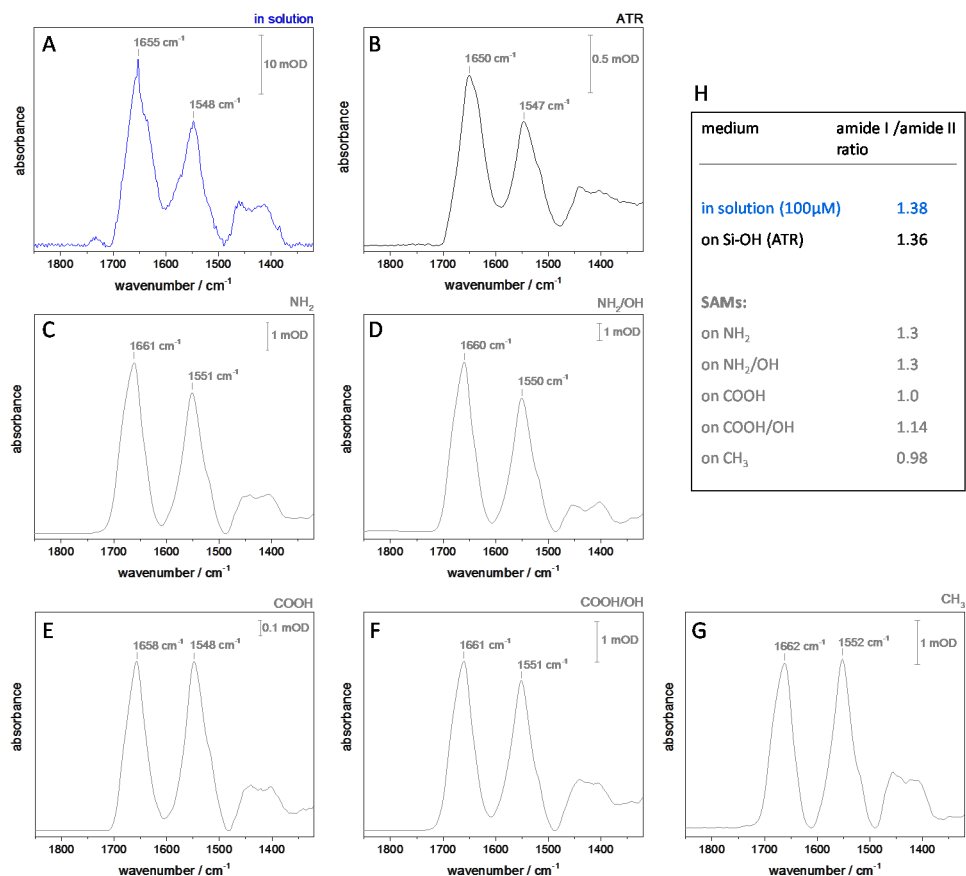 in solution
A
1655 cm⁻¹
10 mOD
1548 cm⁻¹
absorbance
1800 1700 1600 1500 1400
wavenumber / cm⁻¹
ATR
B
1650 cm⁻¹
0.5 mOD
1547 cm⁻¹
absorbance
1800 1700 1600 1500 1400
wavenumber / cm⁻¹
H
medium amide I /amide II
ratio
in solution (100µM) 1.38
on Si-OH (ATR) 1.36
SAMs:
on NH₂ 1.3
on NH₂/OH 1.3
on COOH 1.0
on COOH/OH 1.14
on CH₃ 0.98
NH₂
C
1 mOD
1661 cm⁻¹
1551 cm⁻¹
absorbance
1800 1700 1600 1500 1400
wavenumber / cm⁻¹
NH₂/OH
D
1 mOD
1660 cm⁻¹
1550 cm⁻¹
absorbance
1800 1700 1600 1500 1400
wavenumber / cm⁻¹
COOH
E
0.1 mOD
1658 cm⁻¹ 1548 cm⁻¹
absorbance
1800 1700 1600 1500 1400
wavenumber / cm⁻¹
COOH/OH
F
1 mOD
1661 cm⁻¹
1551 cm⁻¹
absorbance
1800 1700 1600 1500 1400
wavenumber / cm⁻¹
CH₃
G
1 mOD
1662 cm⁻¹ 1552 cm⁻¹
absorbance
1800 1700 1600 1500 1400
wavenumber / cm⁻¹